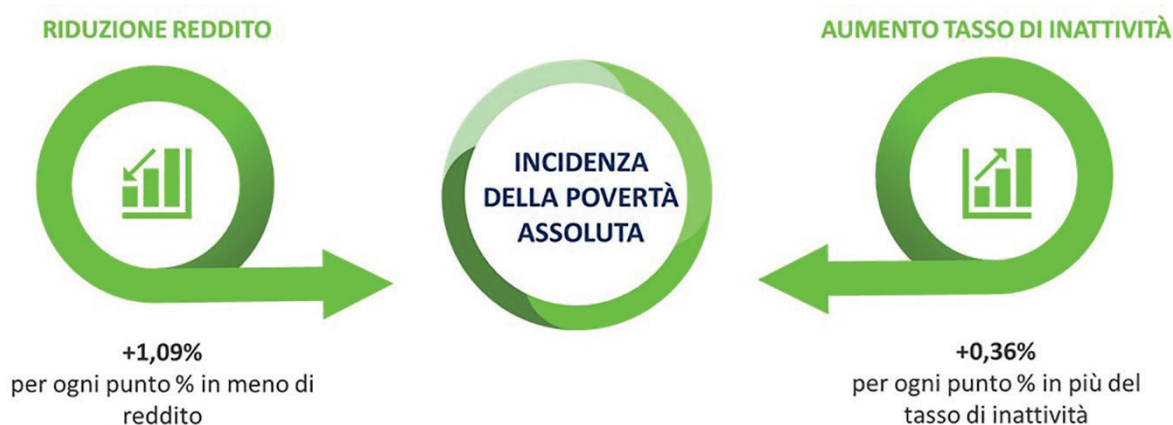 RIDUZIONE REDDITO
AUMENTO TASSO DI INATTIVITÀ
INCIDENZA
DELLA POVERTÀ
ASSOLUTA
+1,09%
per ogni punto % in meno di
reddito
+0,36%
per ogni punto % in più del
tasso di inattività